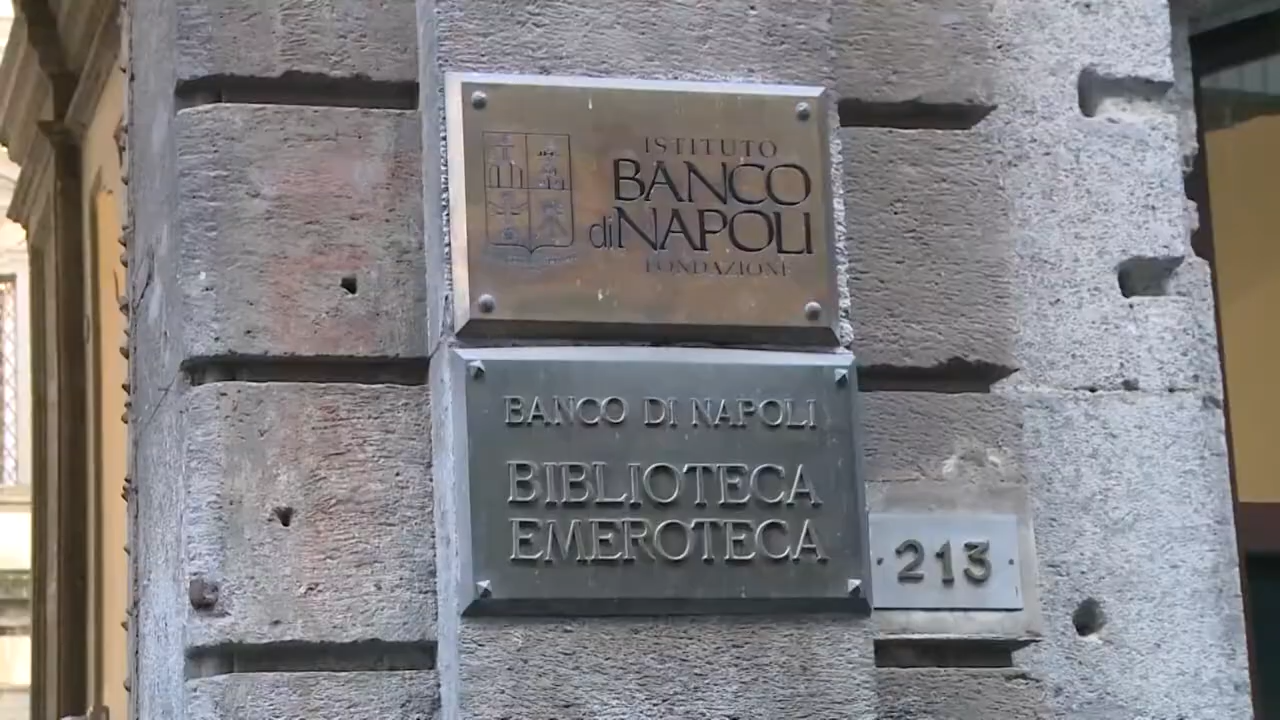 ISTITUTO
BANCO
di NAPOLI
FONDAZIONE
BANCO DI NAPOLI
BIBLIOTECA
EMEROTECA
213